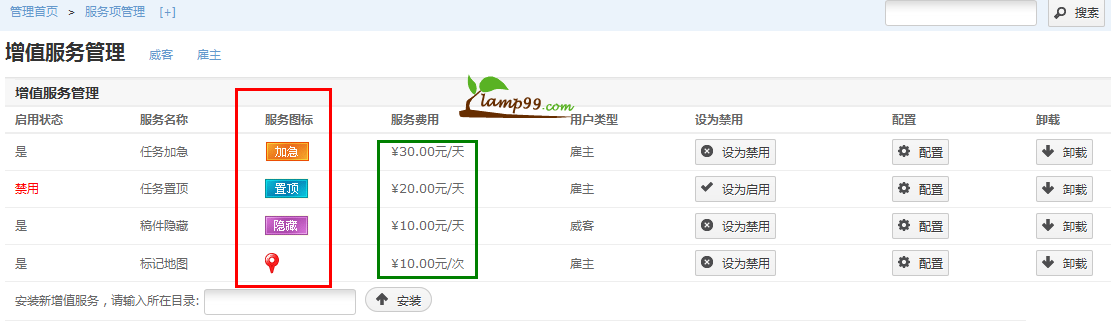 管理首页 > 服务项管理 [+] 搜索
增值服务管理 威客 雇主
增值服务管理
lamp99.com
启用状态 服务名称 服务图标 服务费用 用户类型 设为禁用 配置 卸载
是 任务加急 加急 ¥30.00元/天 雇主 设为禁用 配置 卸载
禁用 任务置顶 置顶 ¥20.00元/天 雇主 设为启用 配置 卸载
是 稿件隐藏 隐藏 ¥10.00元/天 威客 设为禁用 配置 卸载
是 标记地图 ¥10.00元/次 雇主 设为禁用 配置 卸载
安装新增值服务，请输入所在目录: 安装